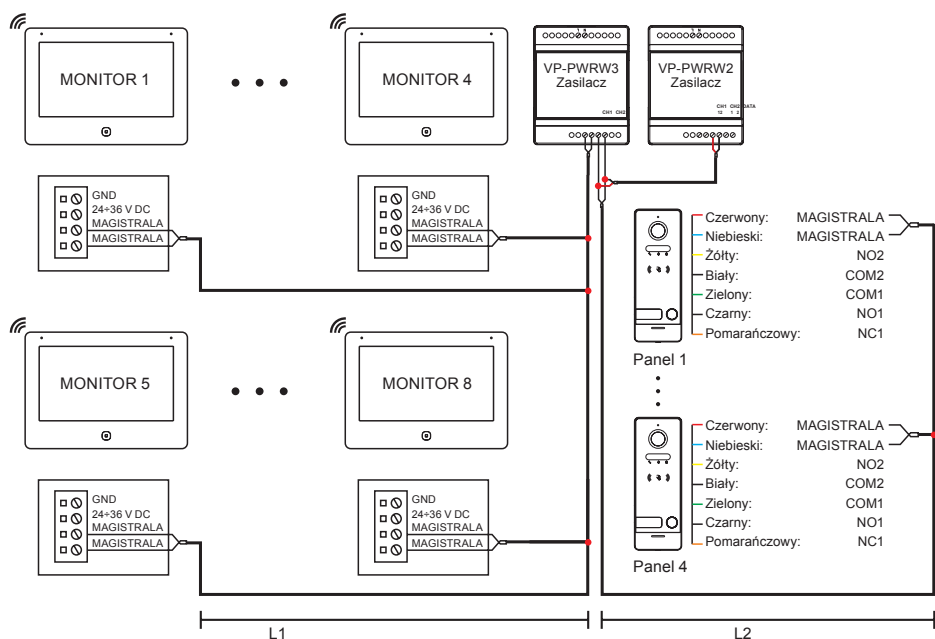 MONITOR 1
MONITOR 4
VP-PWRW3
Zasilacz
CH1 CH2
VP-PWRW2
Zasilacz
CH1 CH2 DATA
12 1 2
GND
24÷36 V DC
MAGISTRALA
MAGISTRALA
GND
24÷36 V DC
MAGISTRALA
MAGISTRALA
Czerwony: MAGISTRALA
Niebieski: MAGISTRALA
Żółty: NO2
Biały: COM2
Zielony: COM1
Czarny: NO1
Pomarańczowy: NC1
Panel 1
MONITOR 5
MONITOR 8
GND
24÷36 V DC
MAGISTRALA
MAGISTRALA
GND
24÷36 V DC
MAGISTRALA
MAGISTRALA
Czerwony: MAGISTRALA
Niebieski: MAGISTRALA
Żółty: NO2
Biały: COM2
Zielony: COM1
Czarny: NO1
Pomarańczowy: NC1
Panel 4
L1
L2